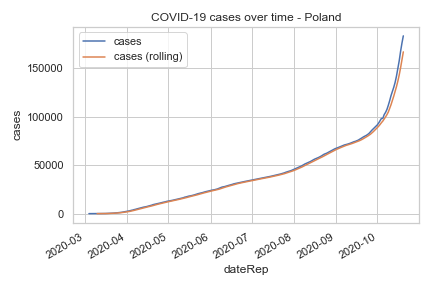 COVID-19 cases over time - Poland
cases
cases (rolling)
150000
100000
50000
0
cases
2020-03
2020-04
2020-05
2020-06
2020-07
2020-08
2020-09
2020-10
dateRep